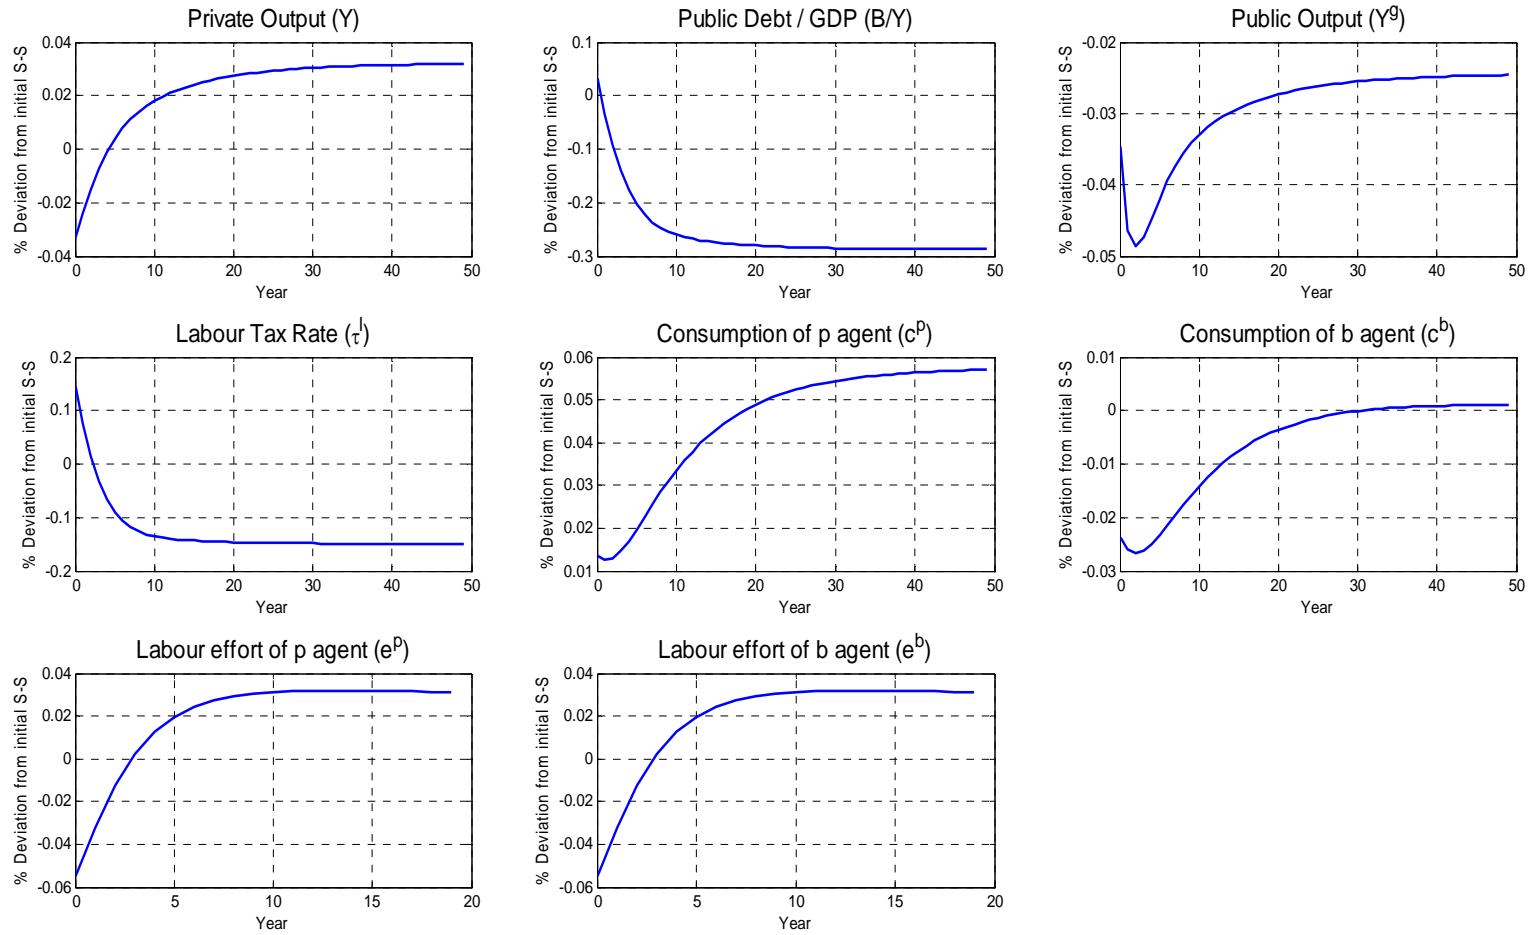 Private Output (Y)
% Deviation from initial S-S
0.04
0.02
0
-0.02
-0.04
0 10 20 30 40 50
Year
Public Debt / GDP (B/Y)
% Deviation from initial S-S
0.1
0
-0.1
-0.2
-0.3
0 10 20 30 40 50
Year
Public Output (Y^g)
% Deviation from initial S-S
-0.02
-0.03
-0.04
-0.05
0 10 20 30 40 50
Year
Labour Tax Rate (τ^l)
% Deviation from initial S-S
0.2
0.1
0
-0.1
-0.2
0 10 20 30 40 50
Year
Consumption of p agent (c^p)
% Deviation from initial S-S
0.06
0.05
0.04
0.03
0.02
0.01
0 10 20 30 40 50
Year
Consumption of b agent (c^b)
% Deviation from initial S-S
0.01
0
-0.01
-0.02
-0.03
0 10 20 30 40 50
Year
Labour effort of p agent (e^p)
% Deviation from initial S-S
0.04
0.02
0
-0.02
-0.04
-0.06
0 5 10 15 20
Year
Labour effort of b agent (e^b)
% Deviation from initial S-S
0.04
0.02
0
-0.02
-0.04
-0.06
0 5 10 15 20
Year